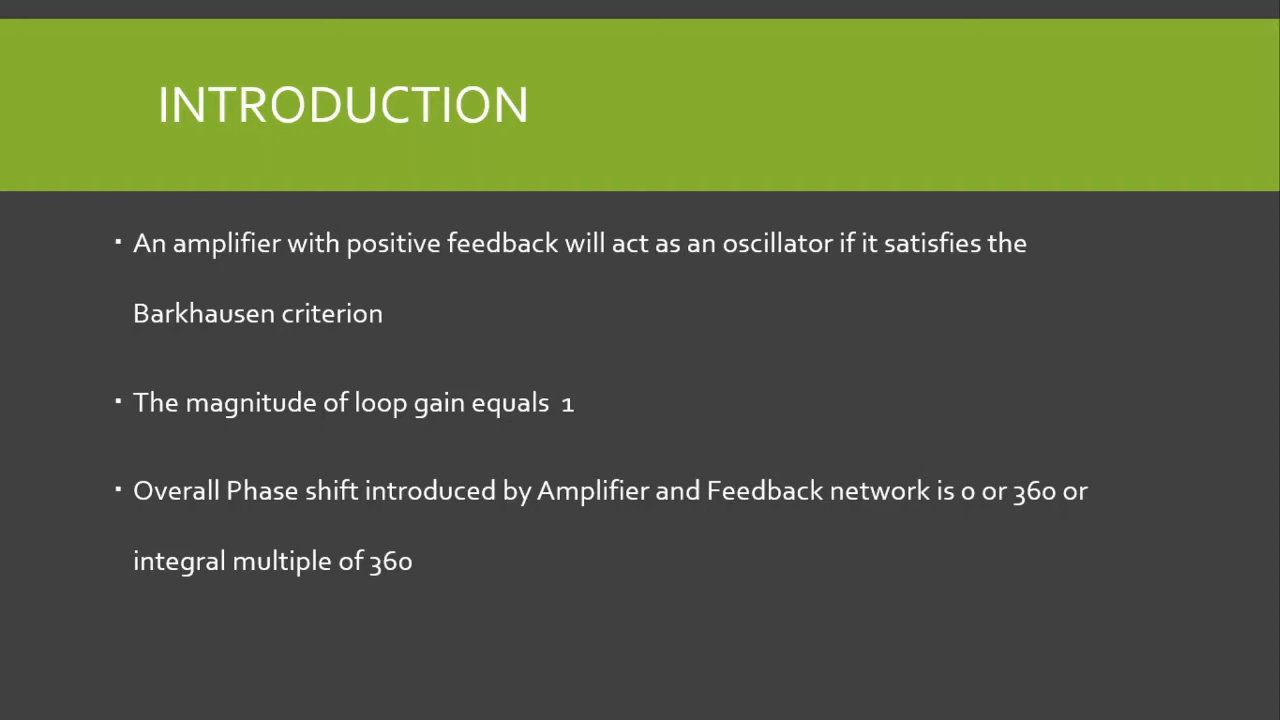 INTRODUCTION
▪ An amplifier with positive feedback will act as an oscillator if it satisfies the
Barkhausen criterion
▪ The magnitude of loop gain equals 1
▪ Overall Phase shift introduced by Amplifier and Feedback network is 0 or 360 or
integral multiple of 360